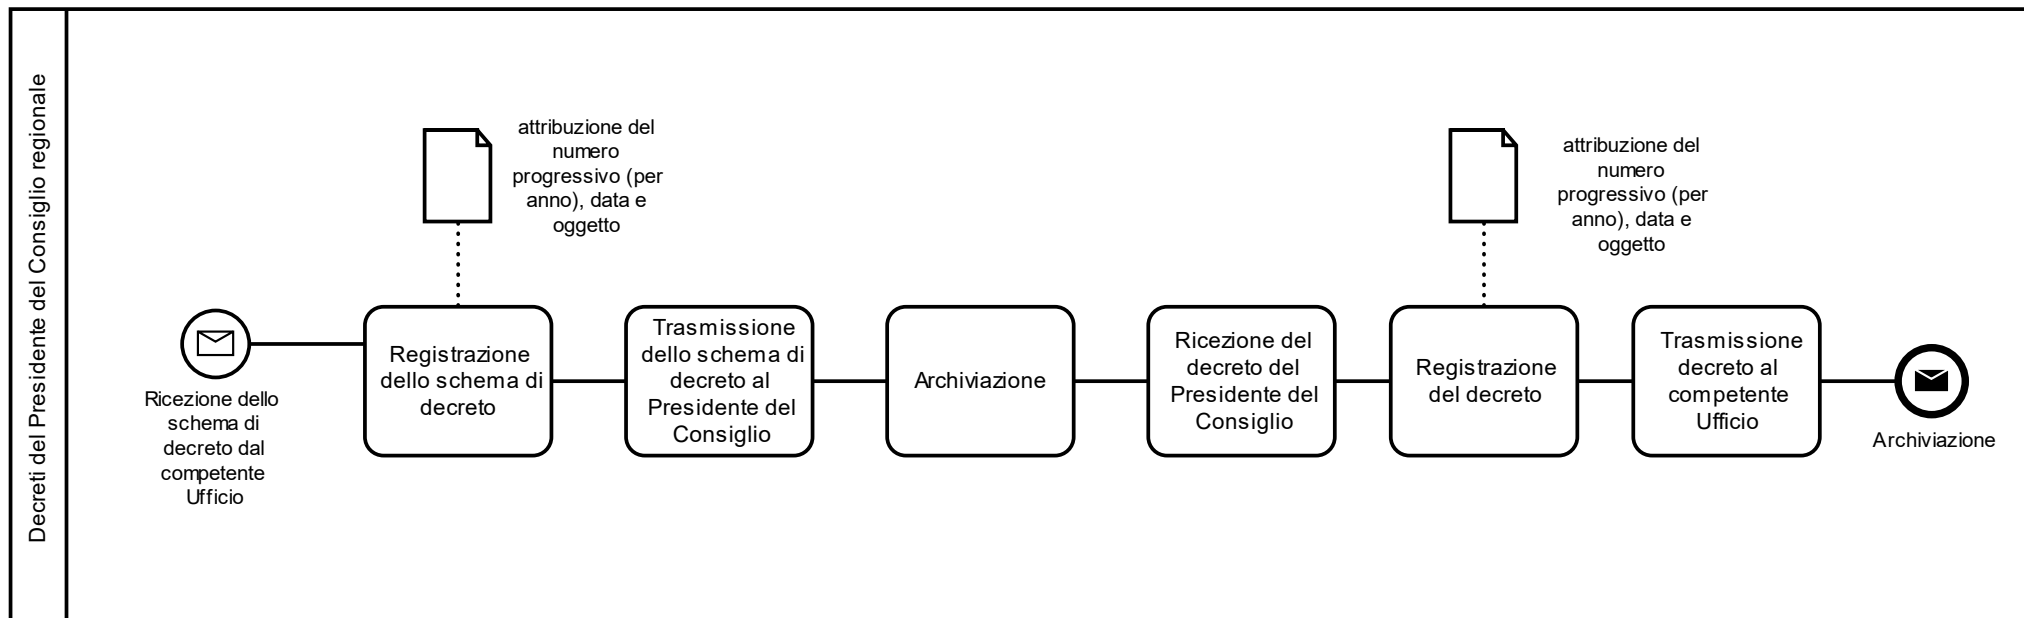 Decreti del Presidente del Consiglio regionale
attribuzione del
numero
progressivo (per
anno), data e
oggetto
attribuzione del
numero
progressivo (per
anno), data e
oggetto
Ricezione dello
schema di
decreto dal
competente
Ufficio
Registrazione
dello schema di
decreto
Trasmissione
dello schema di
decreto al
Presidente del
Consiglio
Archiviazione
Ricezione del
decreto del
Presidente del
Consiglio
Registrazione
del decreto
Trasmissione
decreto al
competente
Ufficio
Archiviazione